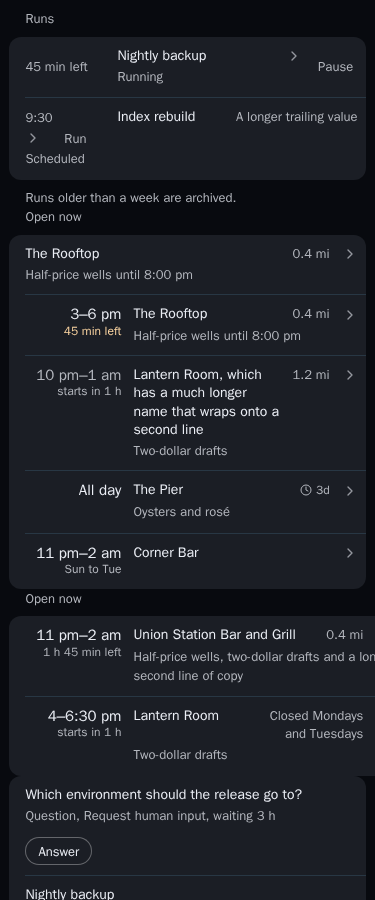 Runs
45 min left
Nightly backup
Running
Pause
9:30
Index rebuild
A longer trailing value
Run
Scheduled
Runs older than a week are archived.
Open now
The Rooftop
0.4 mi
Half-price wells until 8:00 pm
3–6 pm
The Rooftop
0.4 mi
45 min left
Half-price wells until 8:00 pm
10 pm–1 am
starts in 1 h
Lantern Room, which
has a much longer
name that wraps onto a
second line
1.2 mi
Two-dollar drafts
All day
The Pier
3d
Oysters and rosé
11 pm–2 am
Corner Bar
Sun to Tue
Open now
11 pm–2 am
Union Station Bar and Grill
0.4 mi
1 h 45 min left
Half-price wells, two-dollar drafts and a lon
second line of copy
4–6:30 pm
Lantern Room
Closed Mondays
and Tuesdays
starts in 1 h
Two-dollar drafts
Which environment should the release go to?
Question, Request human input, waiting 3 h
Answer
Nightly backup